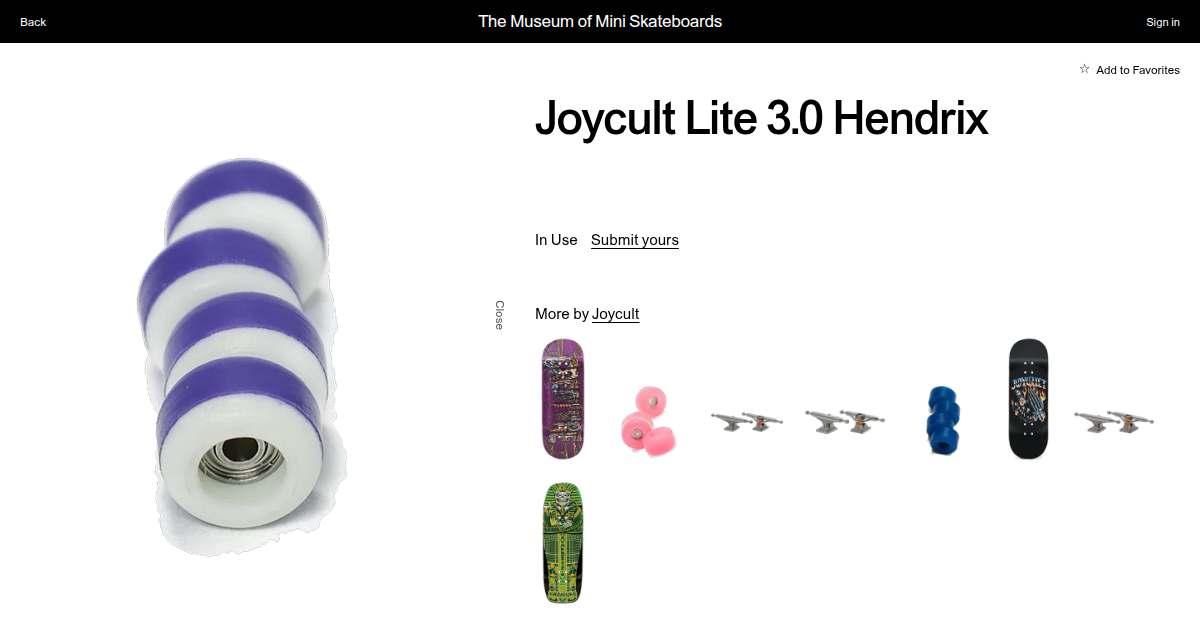 Back
The Museum of Mini Skateboards
Sign in
☆ Add to Favorites
Joycult Lite 3.0 Hendrix
In Use Submit yours
Close
More by Joycult